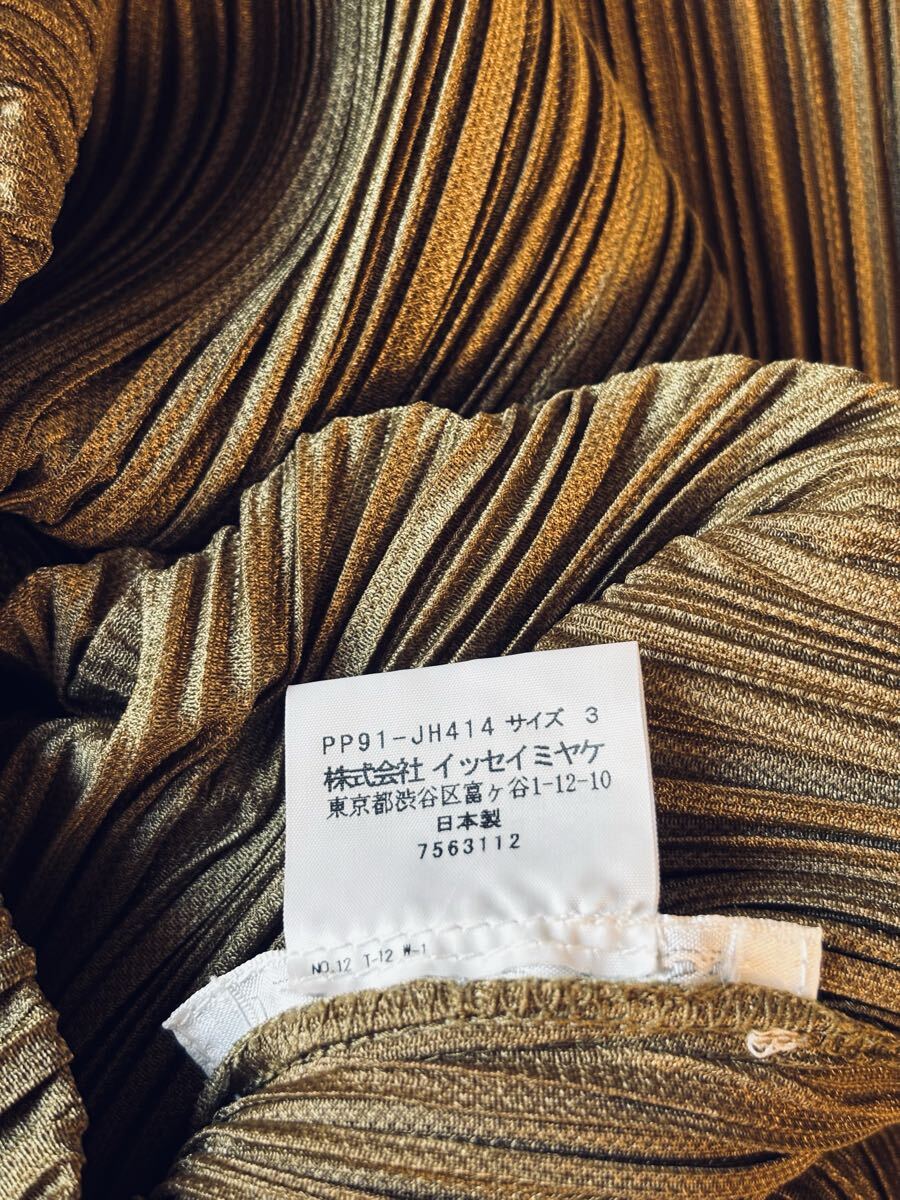 PP91-JH414 サイズ 3
株式会社 イッセイミヤケ
東京都渋谷区富ヶ谷1-12-10
日本製
7563112
NO.12 T-12 W-1